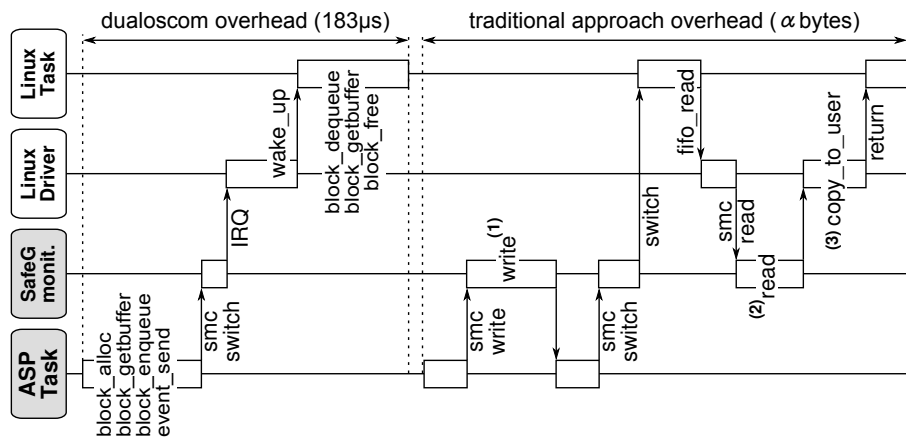 dualoscom overhead (183µs)
traditional approach overhead (α bytes)
Linux
Task
Linux
Driver
SafeG
monit.
ASP
Task
block_alloc
block_getbuffer
block_enqueue
event_send
smc
switch
IRQ
wake_up
block_dequeue
block_getbuffer
block_free
smc
write
write(1)
smc
switch
switch
fifo_read
smc
read
(2)read
(3) copy_to_user
return